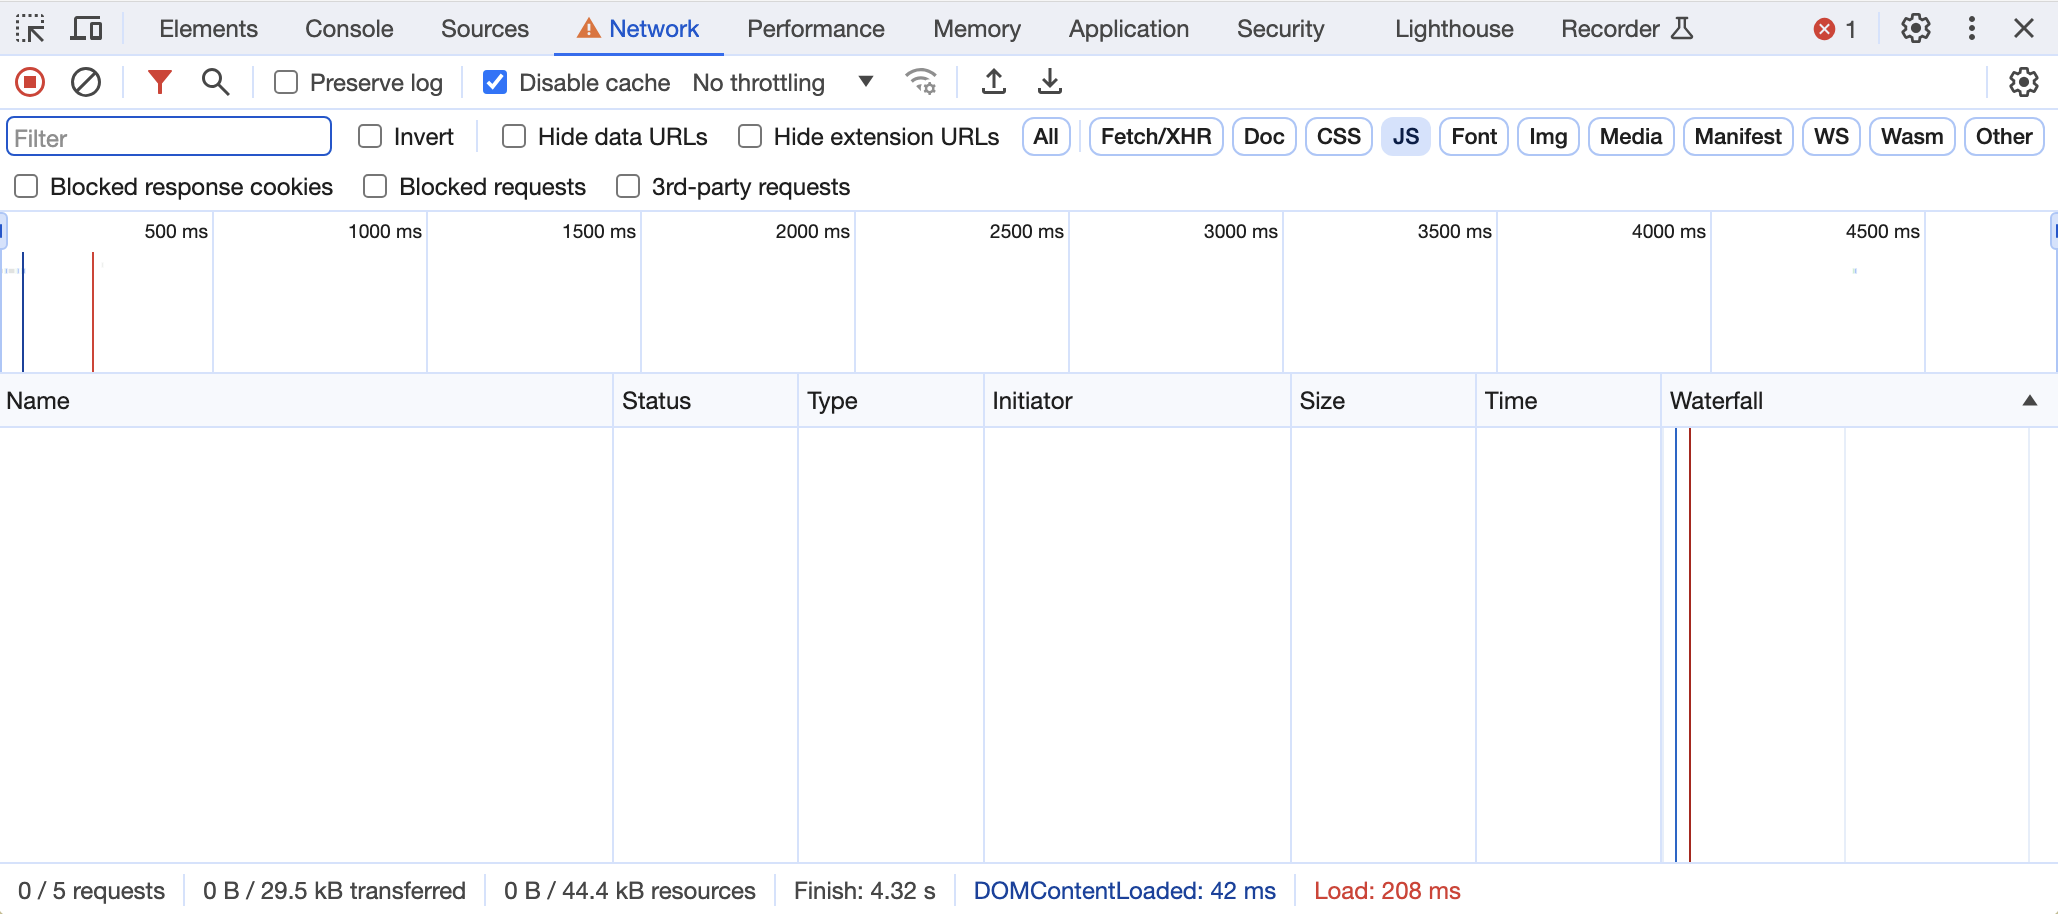 Elements Console Sources Network Performance Memory Application Security Lighthouse Recorder 1
Preserve log Disable cache No throttling
Filter Invert Hide data URLs Hide extension URLs All Fetch/XHR Doc CSS JS Font Img Media Manifest WS Wasm Other
Blocked response cookies Blocked requests 3rd-party requests
500 ms 1000 ms 1500 ms 2000 ms 2500 ms 3000 ms 3500 ms 4000 ms 4500 ms
Name Status Type Initiator Size Time Waterfall
0 / 5 requests 0 B / 29.5 kB transferred 0 B / 44.4 kB resources Finish: 4.32 s DOMContentLoaded: 42 ms Load: 208 ms